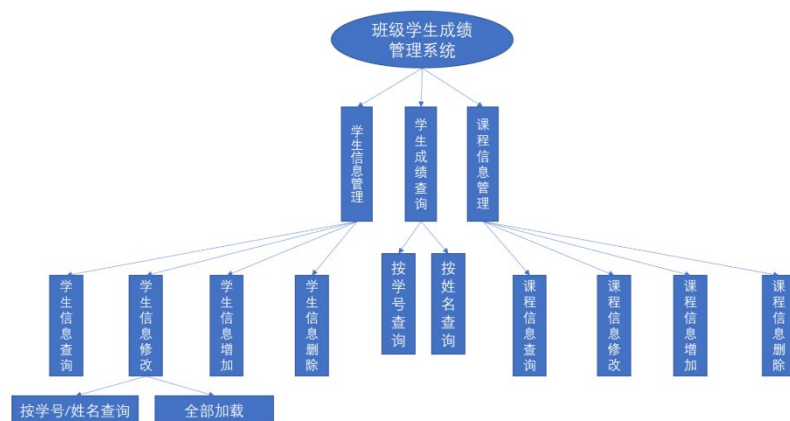 班级学生成绩
管理系统
学生信息管理
学生成绩查询
课程信息管理
学生信息查询
学生信息修改
学生信息增加
学生信息删除
按学号查询
按姓名查询
课程信息查询
课程信息修改
课程信息增加
课程信息删除
按学号/姓名查询
全部加载